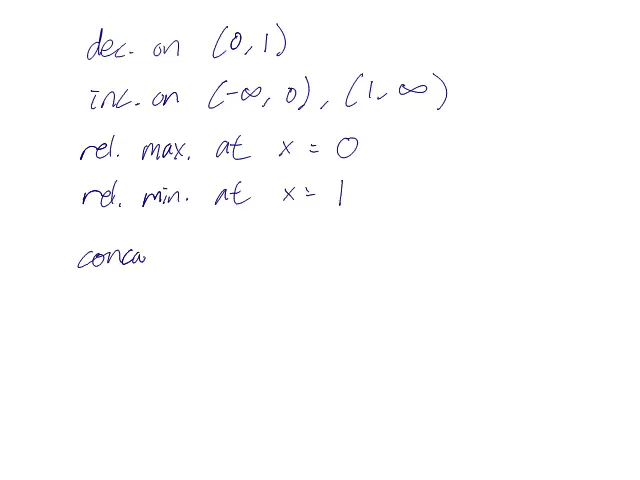 dec. on (0, 1)
inc. on (-∞, 0), (1, ∞)
rel. max. at x = 0
rel. min. at x = 1
conca